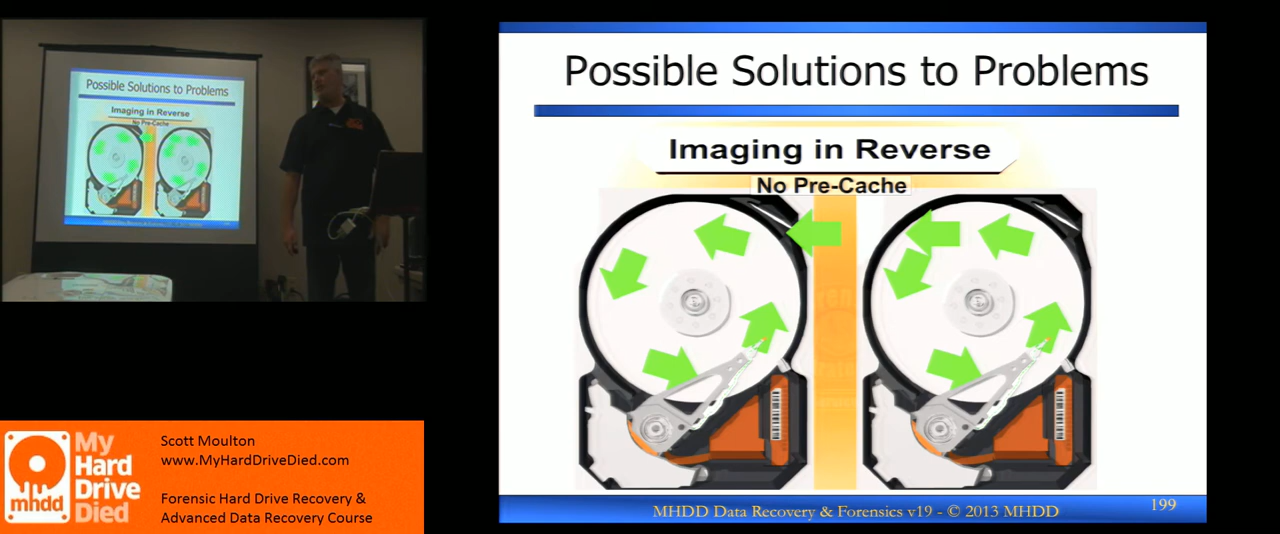 Possible Solutions to Problems
Imaging in Reverse
No Pre-Cache
Possible Solutions to Problems
Imaging in Reverse
No Pre-Cache
MHDD Data Recovery & Forensics v19 - © 2013 MHDD
199
mhdd
My
Hard
Drive
Died
Scott Moulton
www.MyHardDriveDied.com
Forensic Hard Drive Recovery &
Advanced Data Recovery Course